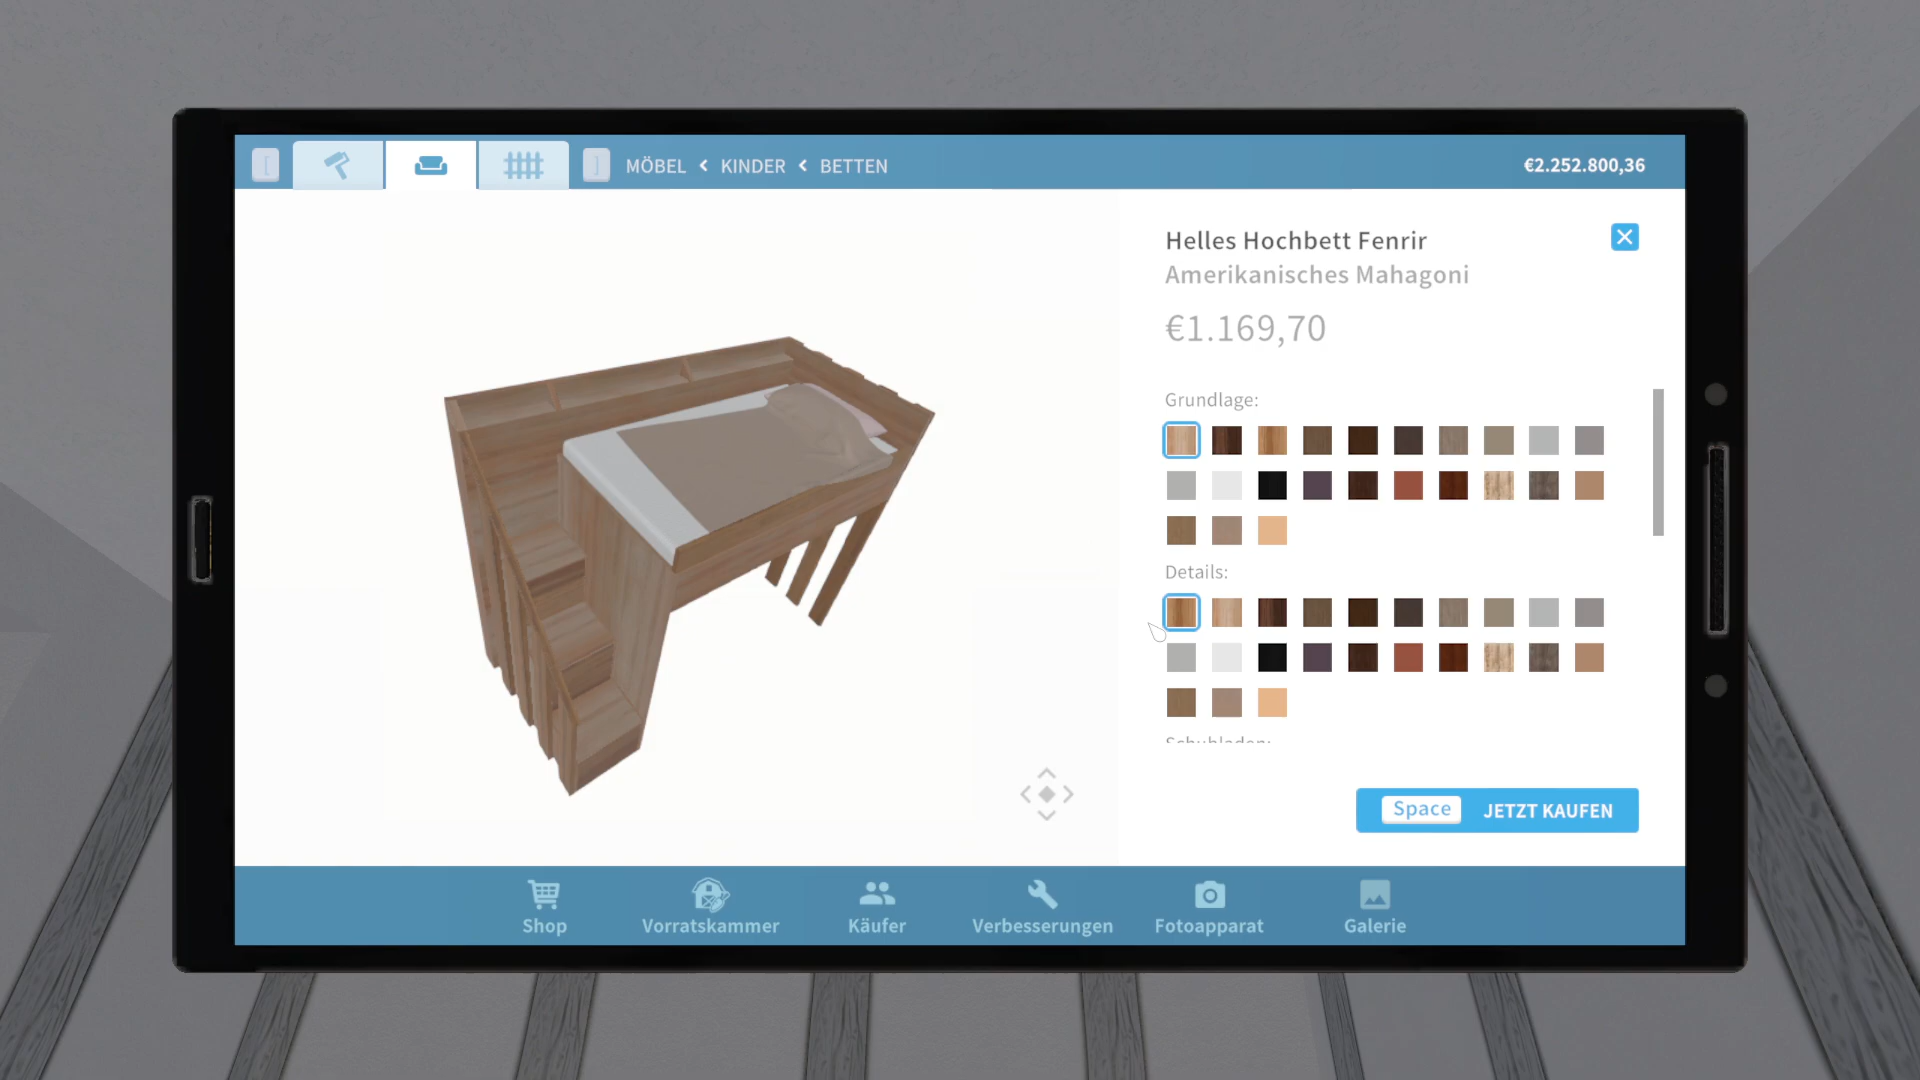 [
]
MÖBEL < KINDER < BETTEN
€2.252.800,36
Helles Hochbett Fenrir
Amerikanisches Mahagoni
€1.169,70
Grundlage:
Details:
Schubladen:
Space JETZT KAUFEN
Shop
Vorratskammer
Käufer
Verbesserungen
Fotoapparat
Galerie